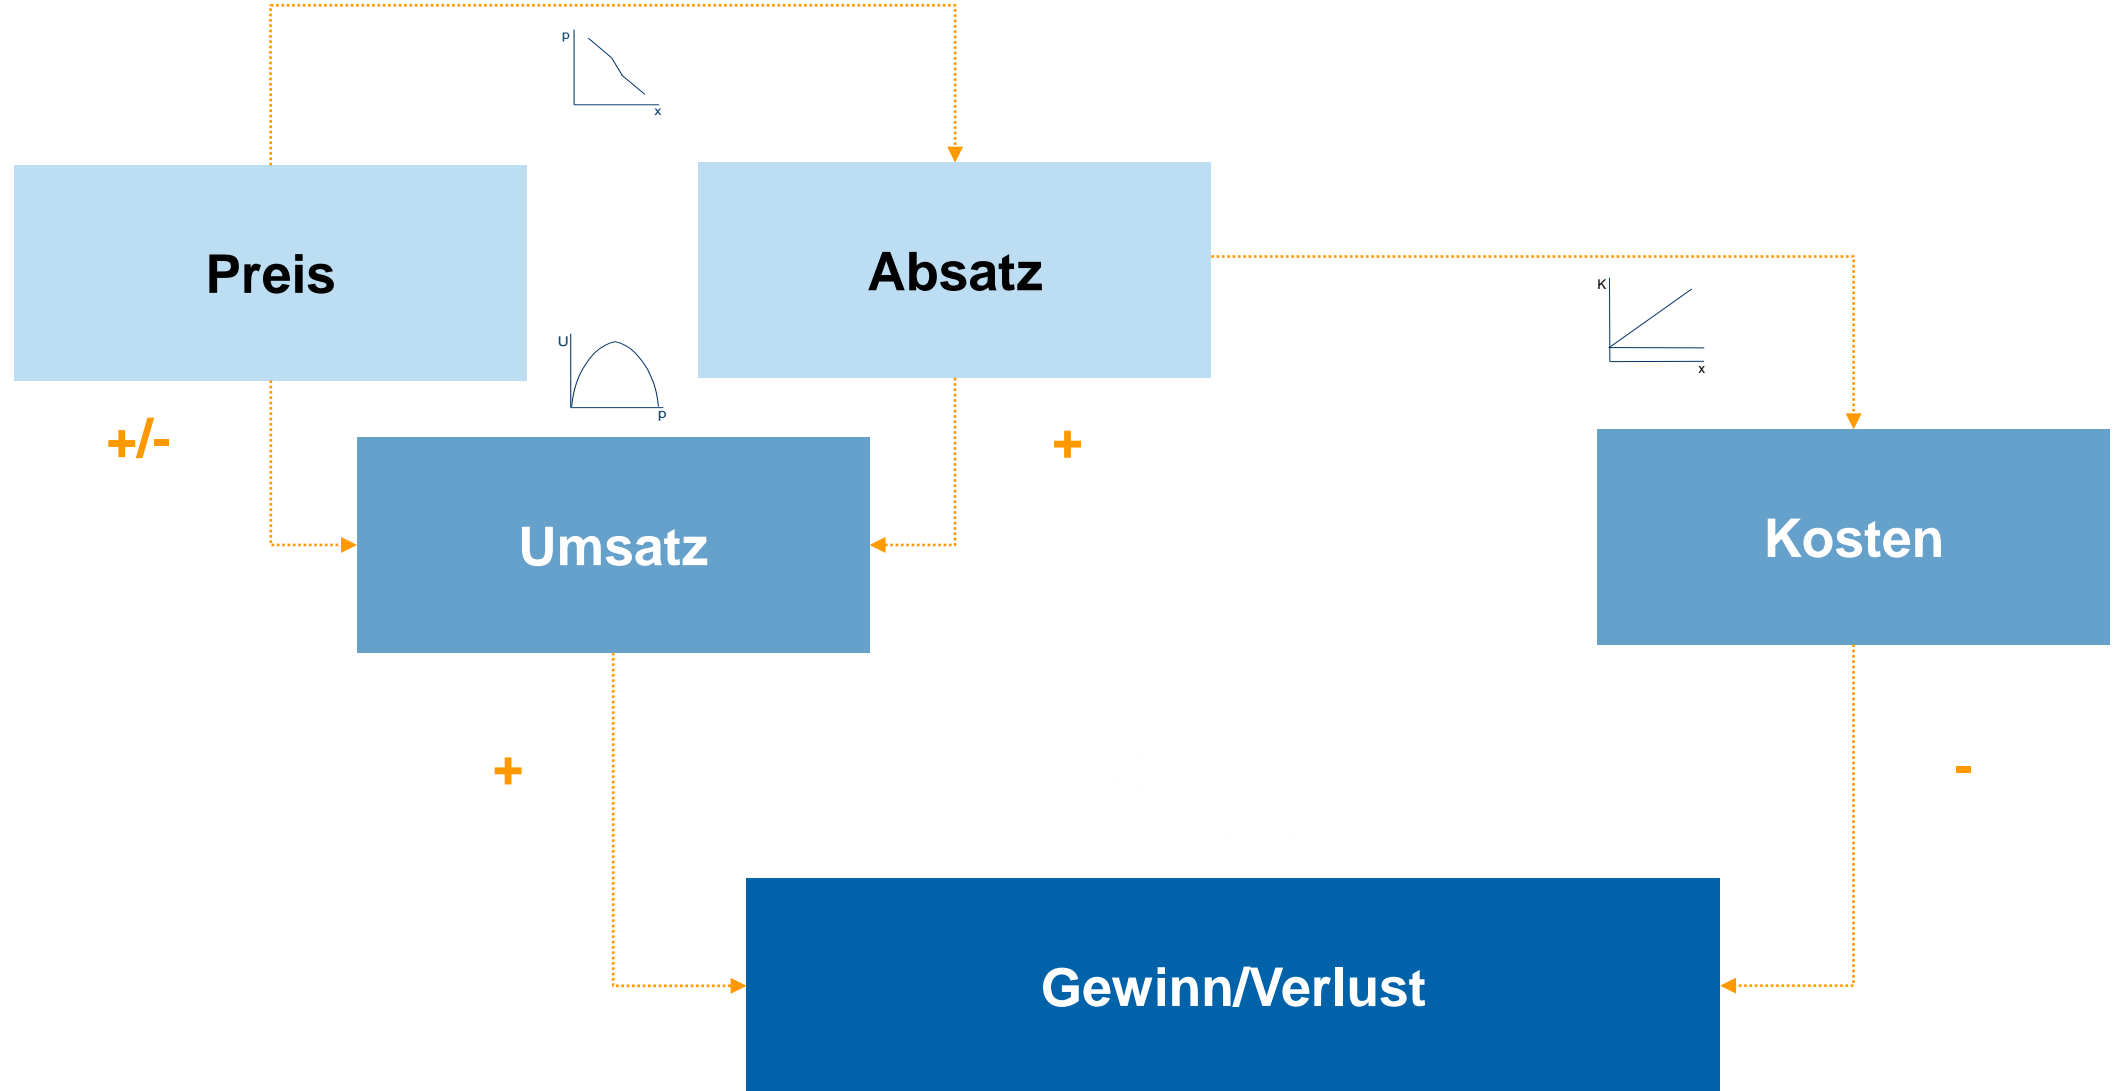 p
x
Preis
Absatz
K
x
U
p
+/-
+
Umsatz
Kosten
+
-
Gewinn/Verlust